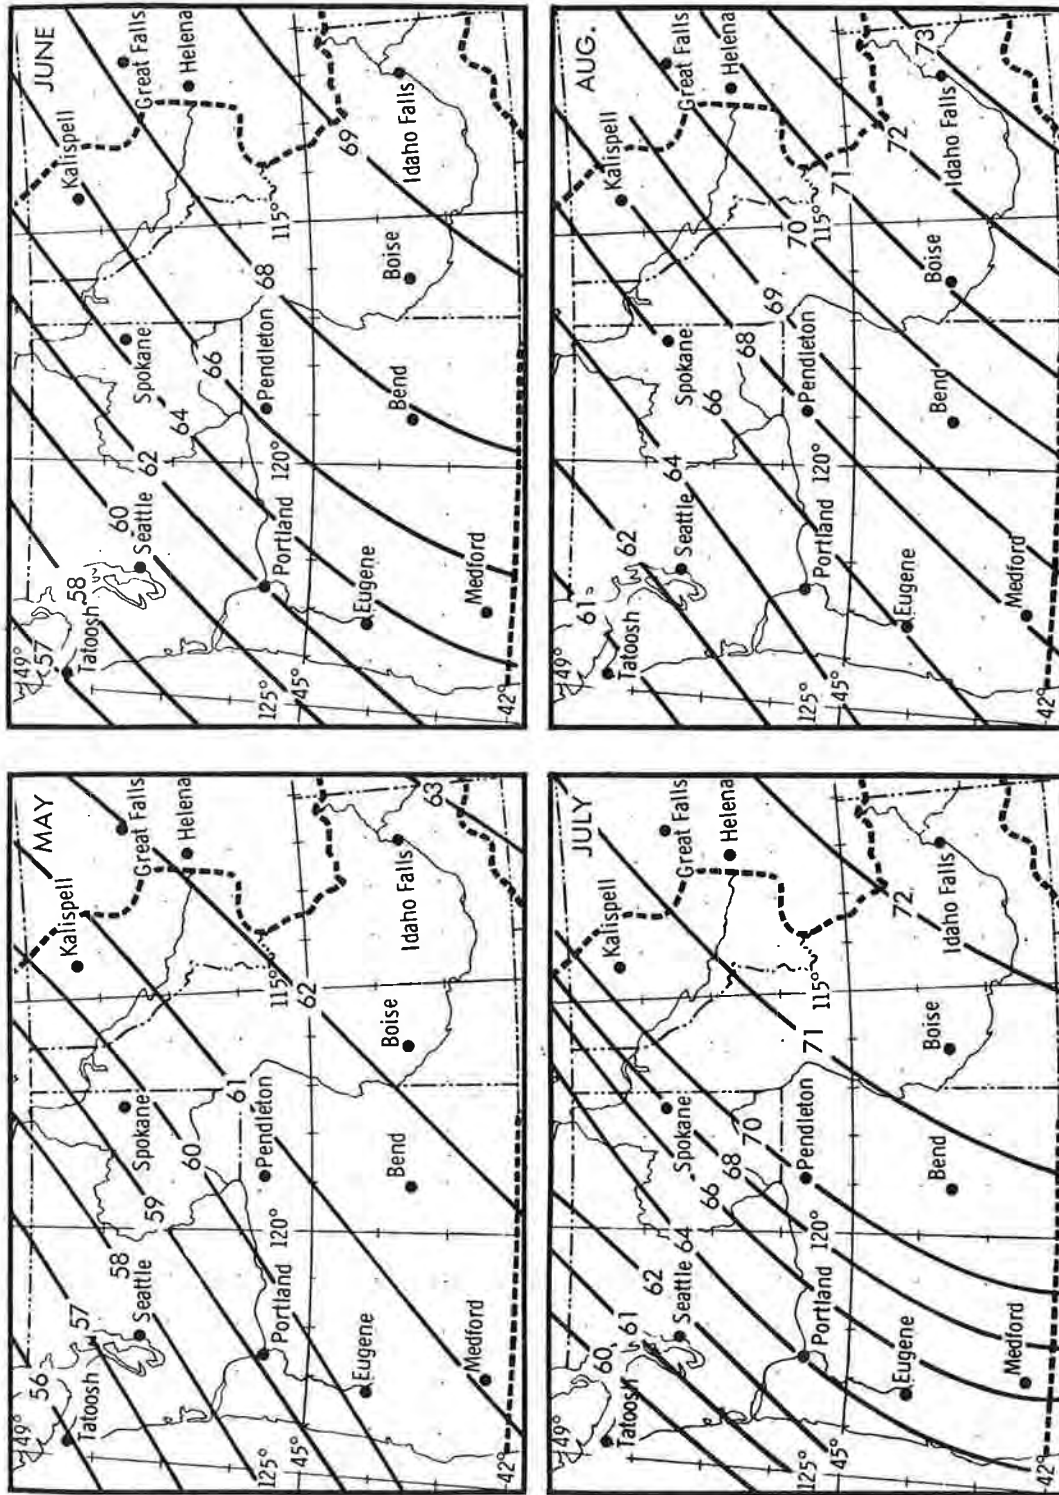 MAY
49°
56
Kalispell
Tatoosh
57
58
Seattle
Spokane
Great Falls
59
60
Helena
61
125°
Portland
120°
Pendleton
115°
45°
62
Eugene
Bend
Boise
Idaho Falls
63
Medford
42°
JUNE
49°
57
Kalispell
Tatoosh
58
60
Seattle
62
Spokane
Great Falls
64
Helena
66
68
125°
Portland
120°
Pendleton
115°
45°
69
Eugene
Bend
Boise
Idaho Falls
Medford
42°
JULY
49°
60
Kalispell
Tatoosh
61
62
Seattle
64
Spokane
Great Falls
66
68
70
Helena
125°
Portland
120°
Pendleton
71
115°
45°
72
Eugene
Bend
Boise
Idaho Falls
Medford
42°
AUG.
49°
61
Kalispell
Tatoosh
62
64
Seattle
Spokane
Great Falls
66
Helena
68
69
70
125°
Portland
120°
Pendleton
115°
45°
71
72
73
Eugene
Bend
Boise
Idaho Falls
Medford
42°